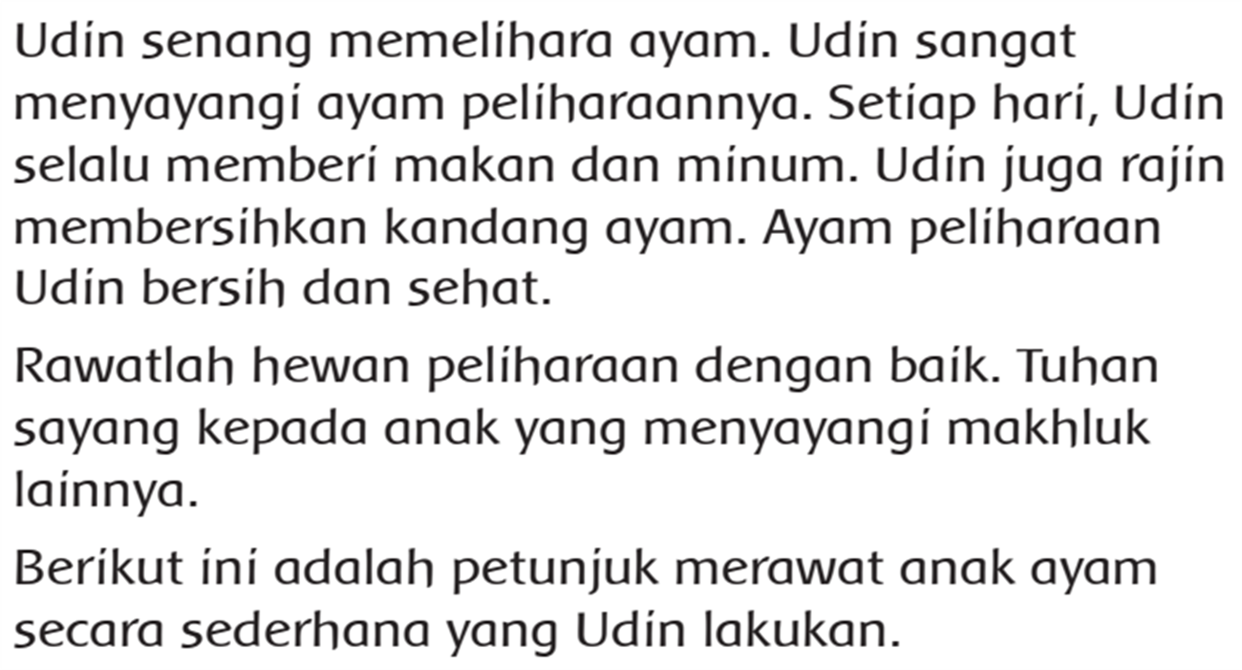 Udin senang memelihara ayam. Udin sangat
menyayangi ayam peliharaannya. Setiap hari, Udin
selalu memberi makan dan minum. Udin juga rajin
membersihkan kandang ayam. Ayam peliharaan
Udin bersih dan sehat.
Rawatlah hewan peliharaan dengan baik. Tuhan
sayang kepada anak yang menyayangi makhluk
lainnya.
Berikut ini adalah petunjuk merawat anak ayam
secara sederhana yang Udin lakukan.